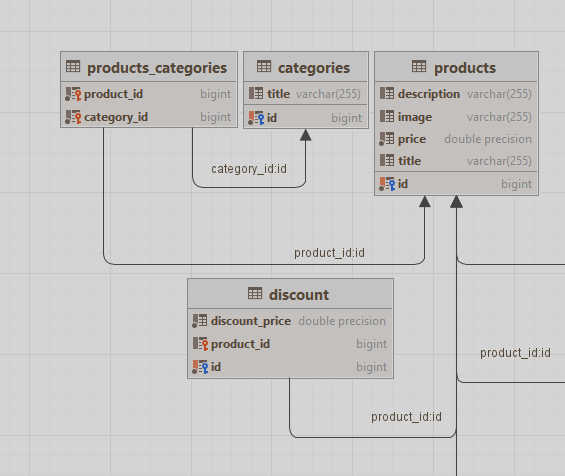 products_categories
product_id bigint
category_id bigint
categories
title varchar(255)
id bigint
products
description varchar(255)
image varchar(255)
price double precision
title varchar(255)
id bigint
category_id:id
product_id:id
discount
discount_price double precision
product_id bigint
id bigint
product_id:id
product_id:id